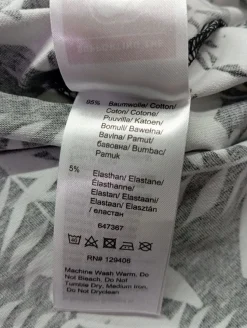 95% Baumwolle/ Cotton/
Coton/ Cotone/
Puuvilla/ Katoen/
Bomull/ Bawełna/
Bavlna/ Pamut/
бавовна/ Bumbac/
Pamuk
5% Elasthan/ Elastane/
Élasthanne/
Elastan/ Elastaani/
Elastaan/ Elasztán/
/ еластан
647367
RN# 129406
Machine Wash Warm, Do
Not Bleach, Do Not
Tumble Dry, Medium Iron,
Do Not Dryclean